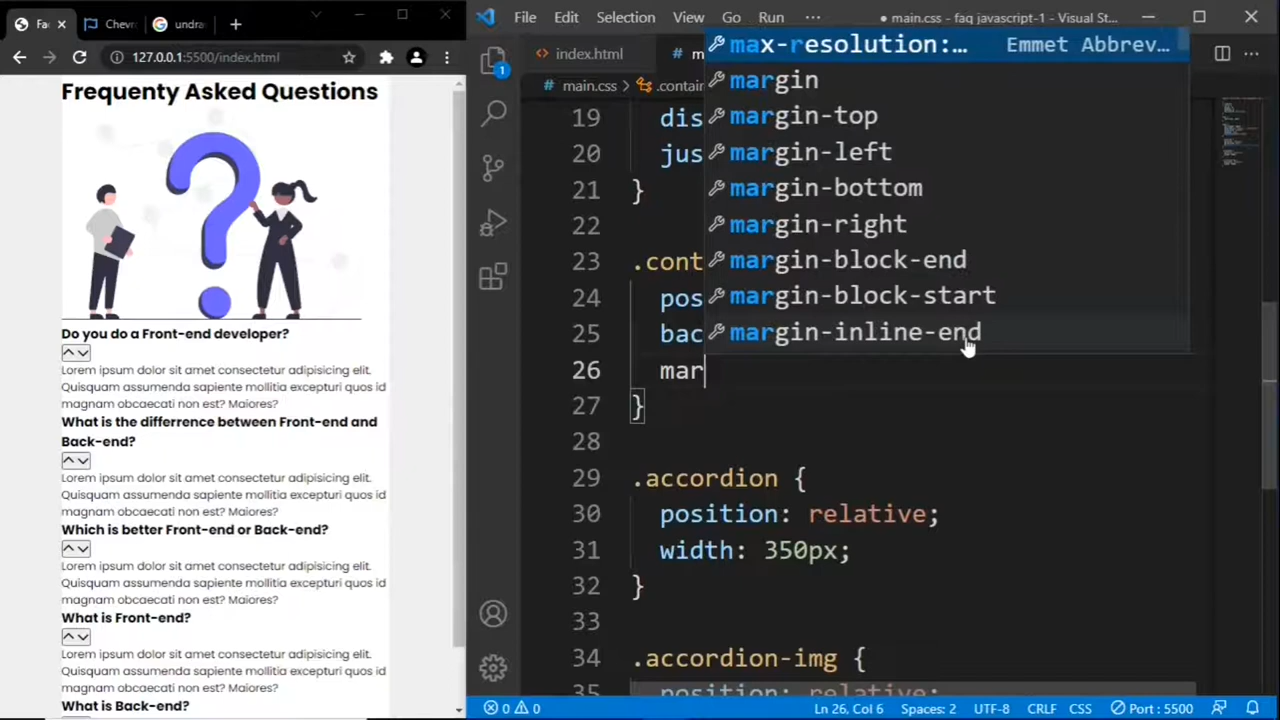 Fac
Chevr
undra
127.0.0.1:5500/index.html
Frequenty Asked Questions
Do you do a Front-end developer?
Lorem ipsum dolor sit amet consectetur adipisicing elit.
Quisquam assumenda sapiente mollitia excepturi quos id
magnam obcaecati non est? Maiores?
What is the differrence between Front-end and
Back-end?
Lorem ipsum dolor sit amet consectetur adipisicing elit.
Quisquam assumenda sapiente mollitia excepturi quos id
magnam obcaecati non est? Maiores?
Which is better Front-end or Back-end?
Lorem ipsum dolor sit amet consectetur adipisicing elit.
Quisquam assumenda sapiente mollitia excepturi quos id
magnam obcaecati non est? Maiores?
What is Front-end?
Lorem ipsum dolor sit amet consectetur adipisicing elit.
Quisquam assumenda sapiente mollitia excepturi quos id
magnam obcaecati non est? Maiores?
What is Back-end?
File Edit Selection View Go Run ··· ● main.css - faq javascript-1 - Visual St...
index.html m
main.css > .contain
max-resolution:… Emmet Abbrev…
margin
margin-top
margin-left
margin-bottom
margin-right
margin-block-end
margin-block-start
margin-inline-end
19 dis
20 jus
21 }
22
23 .cont
24 pos
25 bac
26 mar
27 }
28
29 .accordion {
30 position: relative;
31 width: 350px;
32 }
33
34 .accordion-img {
35 position: relative;
1
0 0 Ln 26, Col 6 Spaces: 2 UTF-8 CRLF CSS Port : 5500